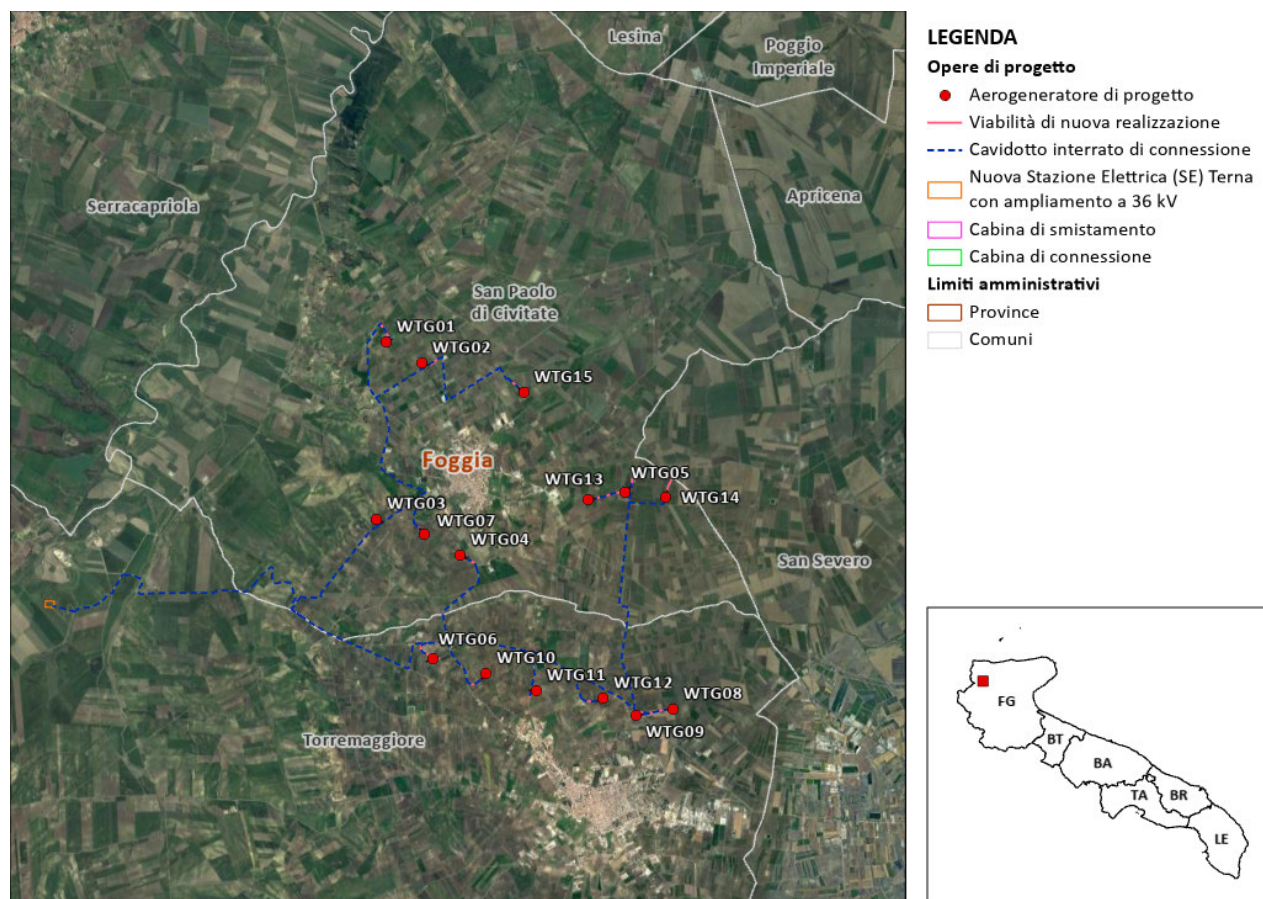 Lesina
Poggio
Imperiale
Serracapriola
Apricena
San Paolo
di Civitate
WTG01
WTG02
WTG15
Foggia
WTG13
WTG05
WTG14
WTG03
WTG07
WTG04
San Severo
WTG06
WTG10
WTG11
WTG12
WTG08
WTG09
Torremaggiore
LEGENDA
Opere di progetto
Aerogeneratore di progetto
Viabilità di nuova realizzazione
Cavidotto interrato di connessione
Nuova Stazione Elettrica (SE) Terna
con ampliamento a 36 kV
Cabina di smistamento
Cabina di connessione
Limiti amministrativi
Province
Comuni
FG
BT
BA
TA
BR
LE